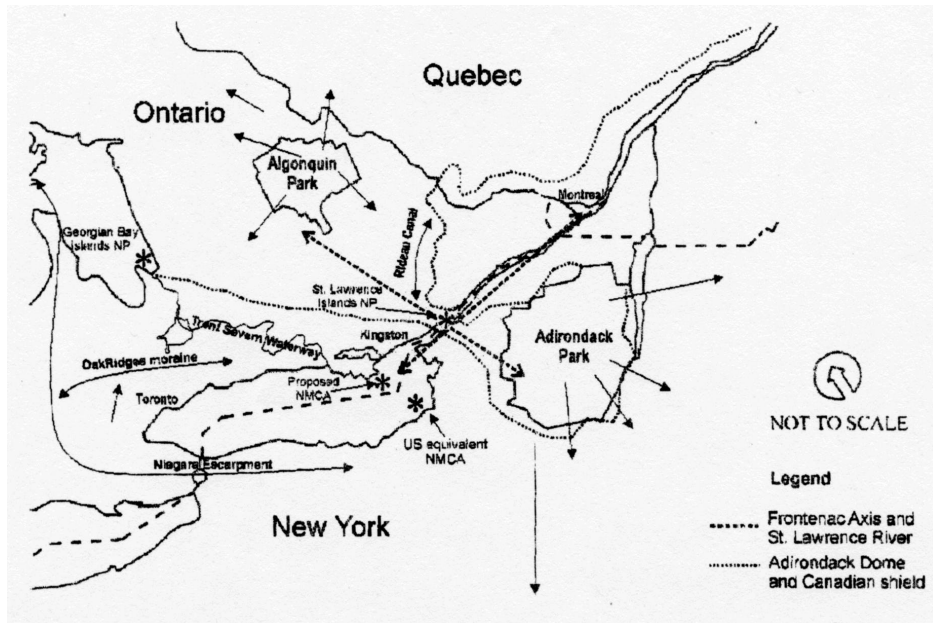 Quebec
Ontario
Algonquin
Park
Montreal
Georgian Bay
Islands NP
Rideau Canal
St. Lawrence
Islands NP
Trent Severn Waterway
Kingston
Adirondack
Park
OakRidges moraine
Toronto
Proposed
NMCA
NOT TO SCALE
US equivalent
NMCA
Niagara Escarpment
Legend
New York
Frontenac Axis and
St. Lawrence River
Adirondack Dome
and Canadian shield